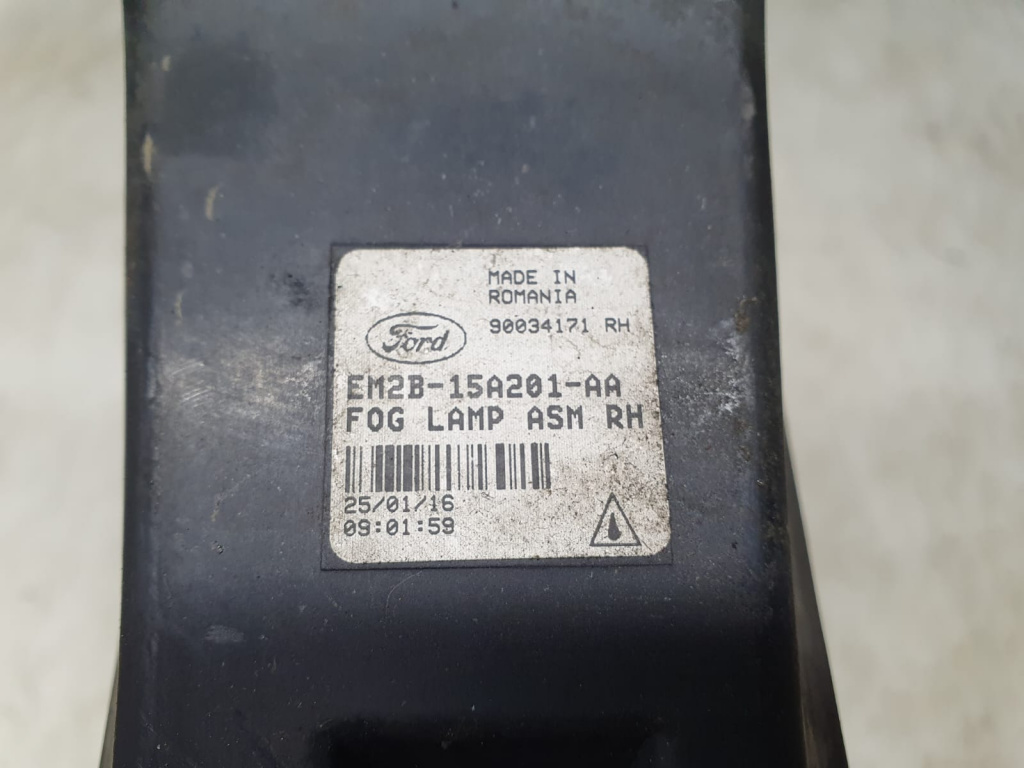 MADE IN
ROMANIA
90034171 RH
Ford
EM2B-15A201-AA
FOG LAMP ASM RH
25/01/16
09:01:59